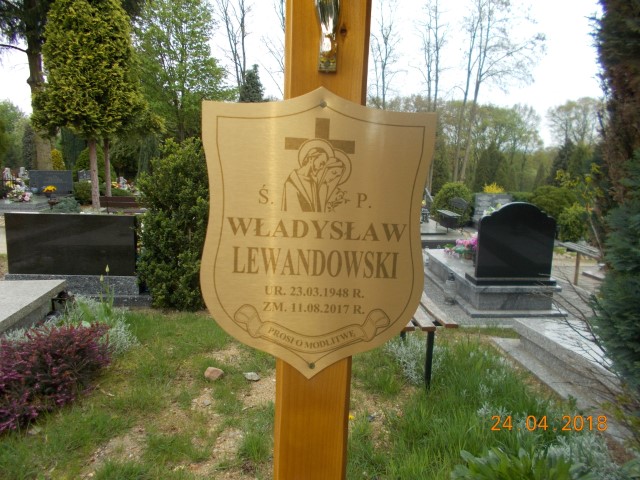 Ś. P.
WŁADYSŁAW
LEWANDOWSKI
UR. 23.03.1948 R.
ZM. 11.08.2017 R.
PROSI O MODLITWĘ
24 04 2018